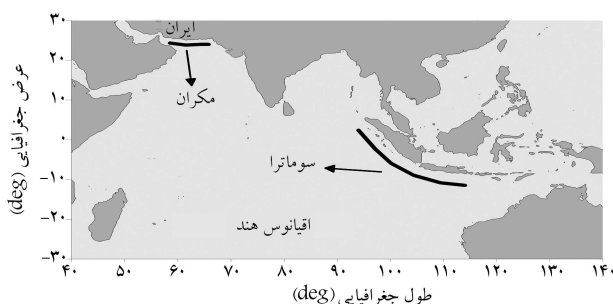 ایران
مکران
سوماترا
اقیانوس هند
عرض جغرافیایی (deg)
۳۰
۲۰
۱۰
۰
-۱۰
-۲۰
-۳۰
۴۰ ۵۰ ۶۰ ۷۰ ۸۰ ۹۰ ۱۰۰ ۱۱۰ ۱۲۰ ۱۳۰ ۱۴۰
طول جغرافیایی (deg)